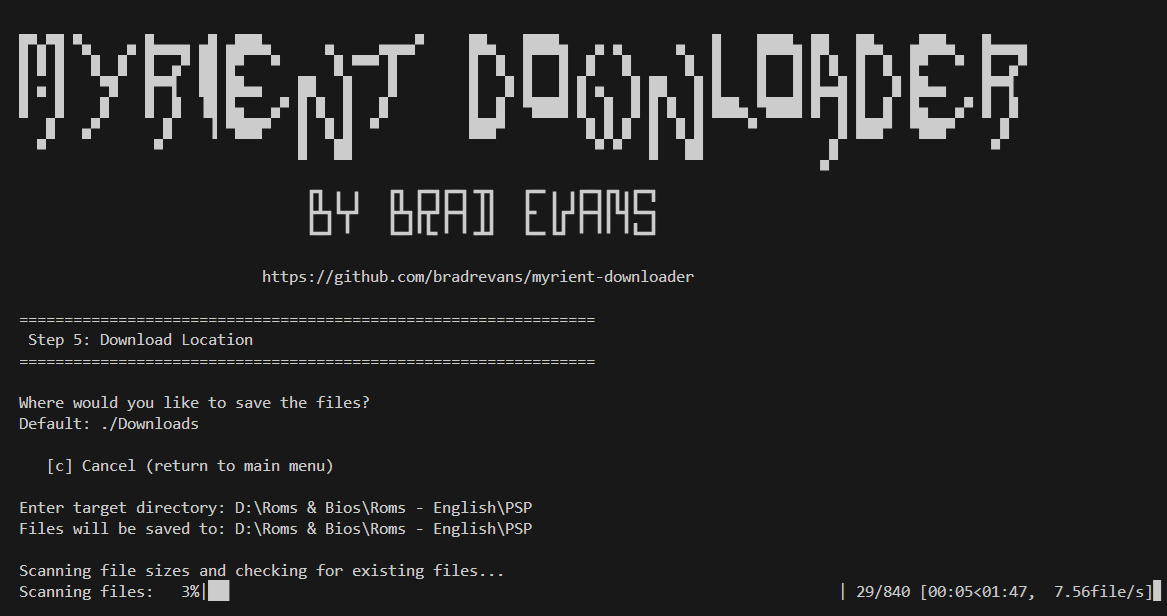 MYRIENT DOWNLOADER
BY BRAD EVANS
https://github.com/bradrevans/myrient-downloader
================================================================
Step 5: Download Location
================================================================
Where would you like to save the files?
Default: ./Downloads
[c] Cancel (return to main menu)
Enter target directory: D:\Roms & Bios\Roms - English\PSP
Files will be saved to: D:\Roms & Bios\Roms - English\PSP
Scanning file sizes and checking for existing files...
Scanning files:   3%|██ | 29/840 [00:05<01:47,  7.56file/s]